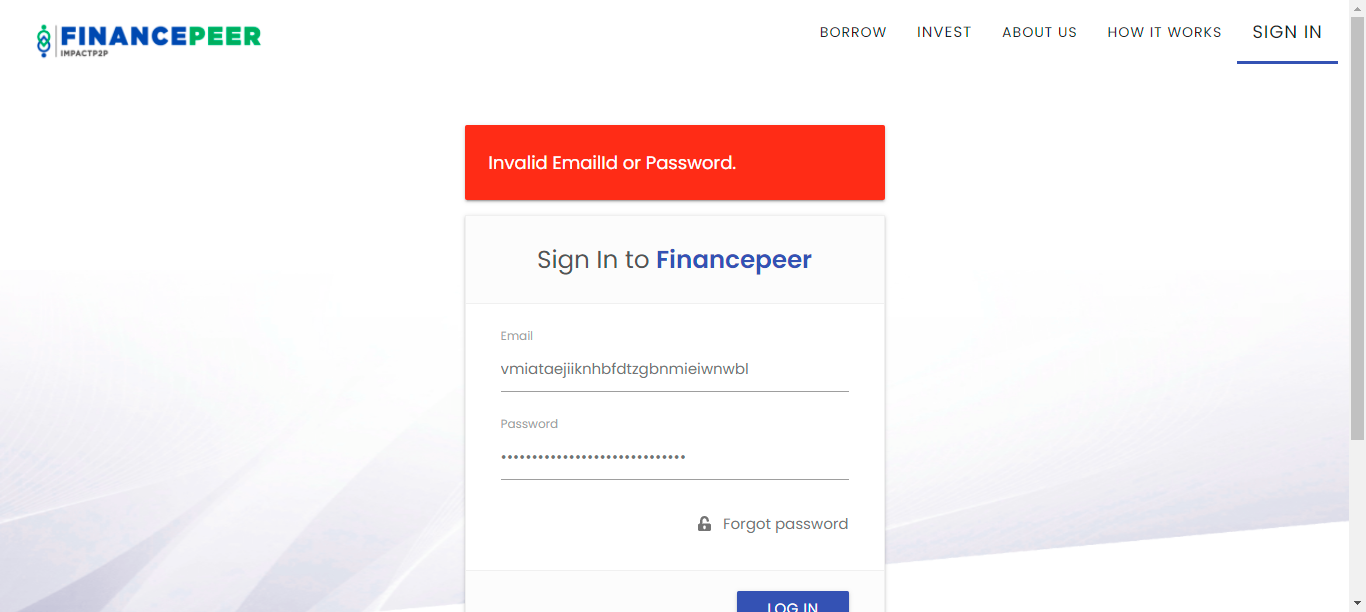 FINANCEPEER
IMPACTP2P
BORROW INVEST ABOUT US HOW IT WORKS SIGN IN
Invalid EmailId or Password.
Sign In to Financepeer
Email
vmiataejiiknhbfdtzgbnmieiwnwbl
Password
••••••••••••••••••••••••••••••
Forgot password
LOG IN